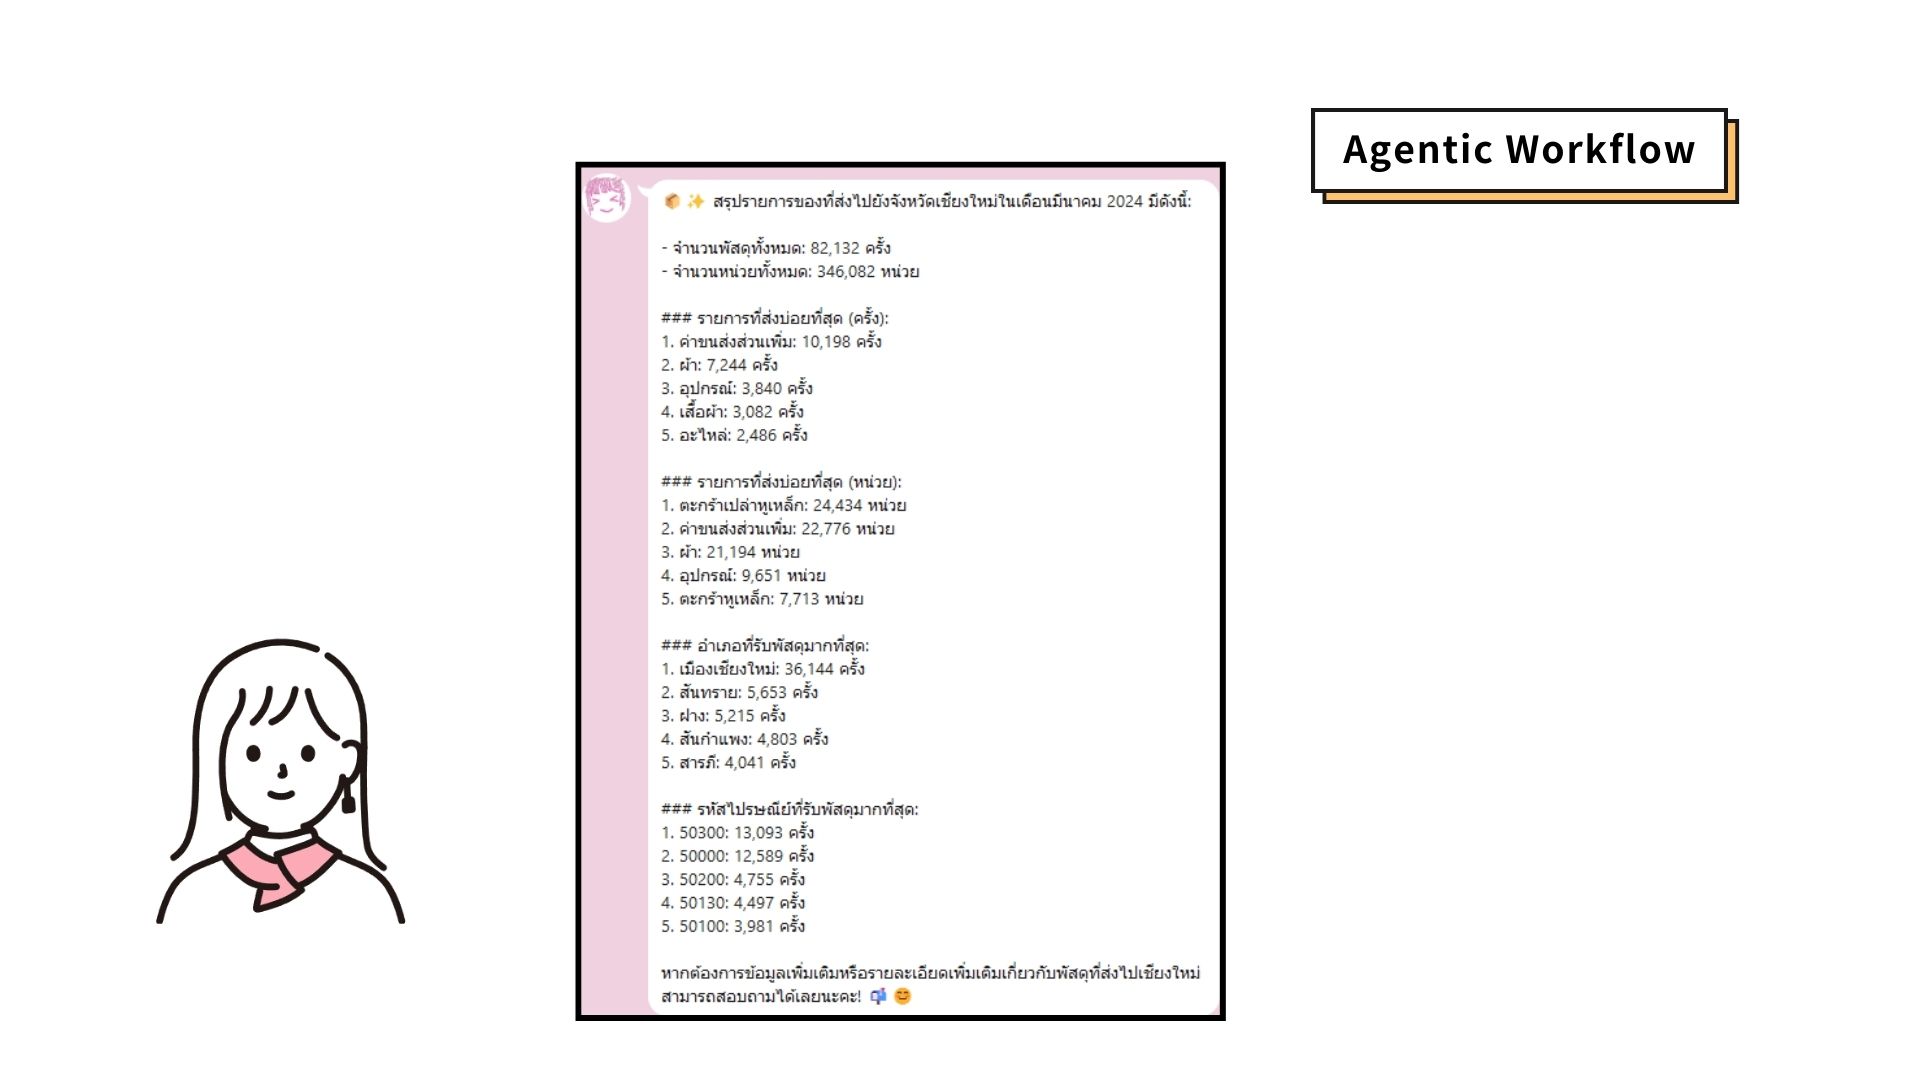 Agentic Workflow
📦 ✨ สรุปรายการของที่ส่งไปยังจังหวัดเชียงใหม่ในเดือนมีนาคม 2024 มีดังนี้:
- จำนวนพัสดุทั้งหมด: 82,132 ครั้ง
- จำนวนหน่วยทั้งหมด: 346,082 หน่วย
### รายการที่ส่งบ่อยที่สุด (ครั้ง):
1. ค่าขนส่งส่วนเพิ่ม: 10,198 ครั้ง
2. ผ้า: 7,244 ครั้ง
3. อุปกรณ์: 3,840 ครั้ง
4. เสื้อผ้า: 3,082 ครั้ง
5. อะไหล่: 2,486 ครั้ง
### รายการที่ส่งบ่อยที่สุด (หน่วย):
1. ตะกร้าเปล่าหูเหล็ก: 24,434 หน่วย
2. ค่าขนส่งส่วนเพิ่ม: 22,776 หน่วย
3. ผ้า: 21,194 หน่วย
4. อุปกรณ์: 9,651 หน่วย
5. ตะกร้าหูเหล็ก: 7,713 หน่วย
### อำเภอที่รับพัสดุมากที่สุด:
1. เมืองเชียงใหม่: 36,144 ครั้ง
2. สันทราย: 5,653 ครั้ง
3. ฝาง: 5,215 ครั้ง
4. สันกำแพง: 4,803 ครั้ง
5. สารภี: 4,041 ครั้ง
### รหัสไปรษณีย์ที่รับพัสดุมากที่สุด:
1. 50300: 13,093 ครั้ง
2. 50000: 12,589 ครั้ง
3. 50200: 4,755 ครั้ง
4. 50130: 4,497 ครั้ง
5. 50100: 3,981 ครั้ง
หากต้องการข้อมูลเพิ่มเติมหรือรายละเอียดเพิ่มเติมเกี่ยวกับพัสดุที่ส่งไปเชียงใหม่
สามารถสอบถามได้เลยนะคะ! 📬 😊